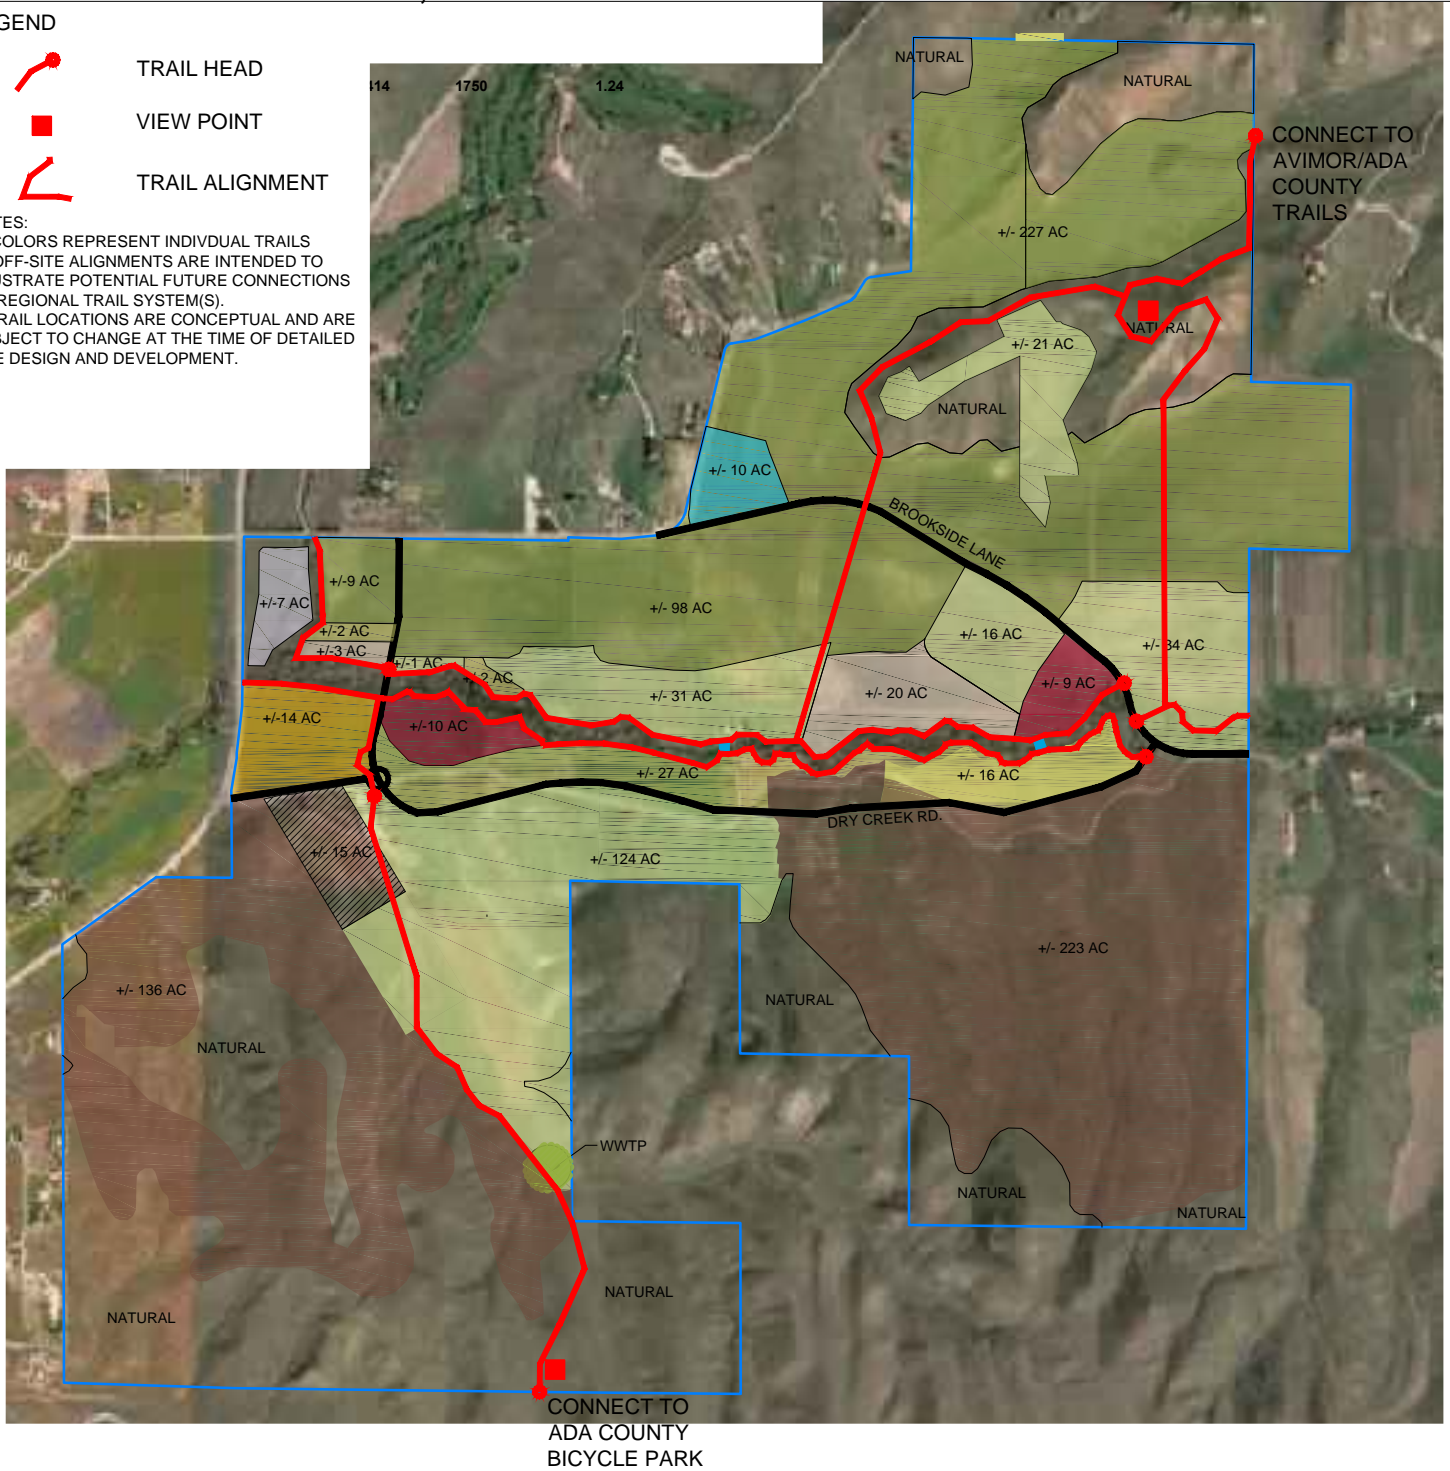 GEND
TRAIL HEAD
VIEW POINT
TRAIL ALIGNMENT
TES:
COLORS REPRESENT INDIVDUAL TRAILS
OFF-SITE ALIGNMENTS ARE INTENDED TO
USTRATE POTENTIAL FUTURE CONNECTIONS
REGIONAL TRAIL SYSTEM(S).
RAIL LOCATIONS ARE CONCEPTUAL AND ARE
BJECT TO CHANGE AT THE TIME OF DETAILED
E DESIGN AND DEVELOPMENT.
414 1750 1.24
NATURAL
NATURAL
CONNECT TO
AVIMOR/ADA
COUNTY
TRAILS
+/- 227 AC
NATURAL
+/- 21 AC
NATURAL
+/- 10 AC
BROOKSIDE LANE
+/-9 AC
+/-7 AC
+/- 98 AC
+/-2 AC
+/-3 AC
+/-1 AC
+/-2 AC
+/- 16 AC
+/- 34 AC
+/- 31 AC
+/- 20 AC
+/- 9 AC
+/-14 AC
+/-10 AC
+/- 27 AC
+/- 16 AC
DRY CREEK RD.
+/- 15 AC
+/- 124 AC
+/- 223 AC
+/- 136 AC
NATURAL
NATURAL
WWTP
NATURAL
NATURAL
NATURAL
NATURAL
CONNECT TO
ADA COUNTY
BICYCLE PARK